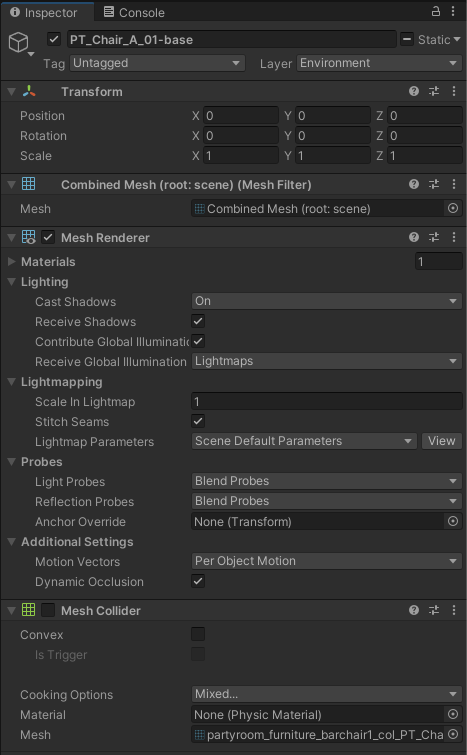 Inspector Console
PT_Chair_A_01-base Static
Tag Untagged Layer Environment
Transform
Position X 0 Y 0 Z 0
Rotation X 0 Y 0 Z 0
Scale X 1 Y 1 Z 1
Combined Mesh (root: scene) (Mesh Filter)
Mesh Combined Mesh (root: scene)
Mesh Renderer
Materials 1
Lighting
Cast Shadows On
Receive Shadows
Contribute Global Illuminatic
Receive Global Illumination Lightmaps
Lightmapping
Scale In Lightmap 1
Stitch Seams
Lightmap Parameters Scene Default Parameters View
Probes
Light Probes Blend Probes
Reflection Probes Blend Probes
Anchor Override None (Transform)
Additional Settings
Motion Vectors Per Object Motion
Dynamic Occlusion
Mesh Collider
Convex
Is Trigger
Cooking Options Mixed...
Material None (Physic Material)
Mesh partyroom_furniture_barchair1_col_PT_Cha